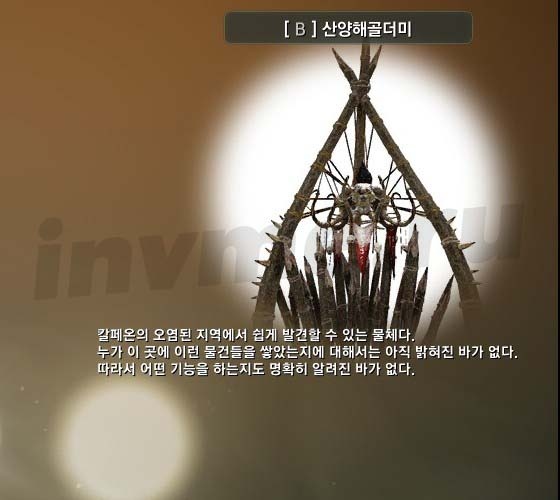 [ B ] 산양해골더미
칼페온의 오염된 지역에서 쉽게 발견할 수 있는 물체다.
누가 이 곳에 이런 물건들을 쌓았는지에 대해서는 아직 밝혀진 바가 없다.
따라서 어떤 기능을 하는지도 명확히 알려진 바가 없다.